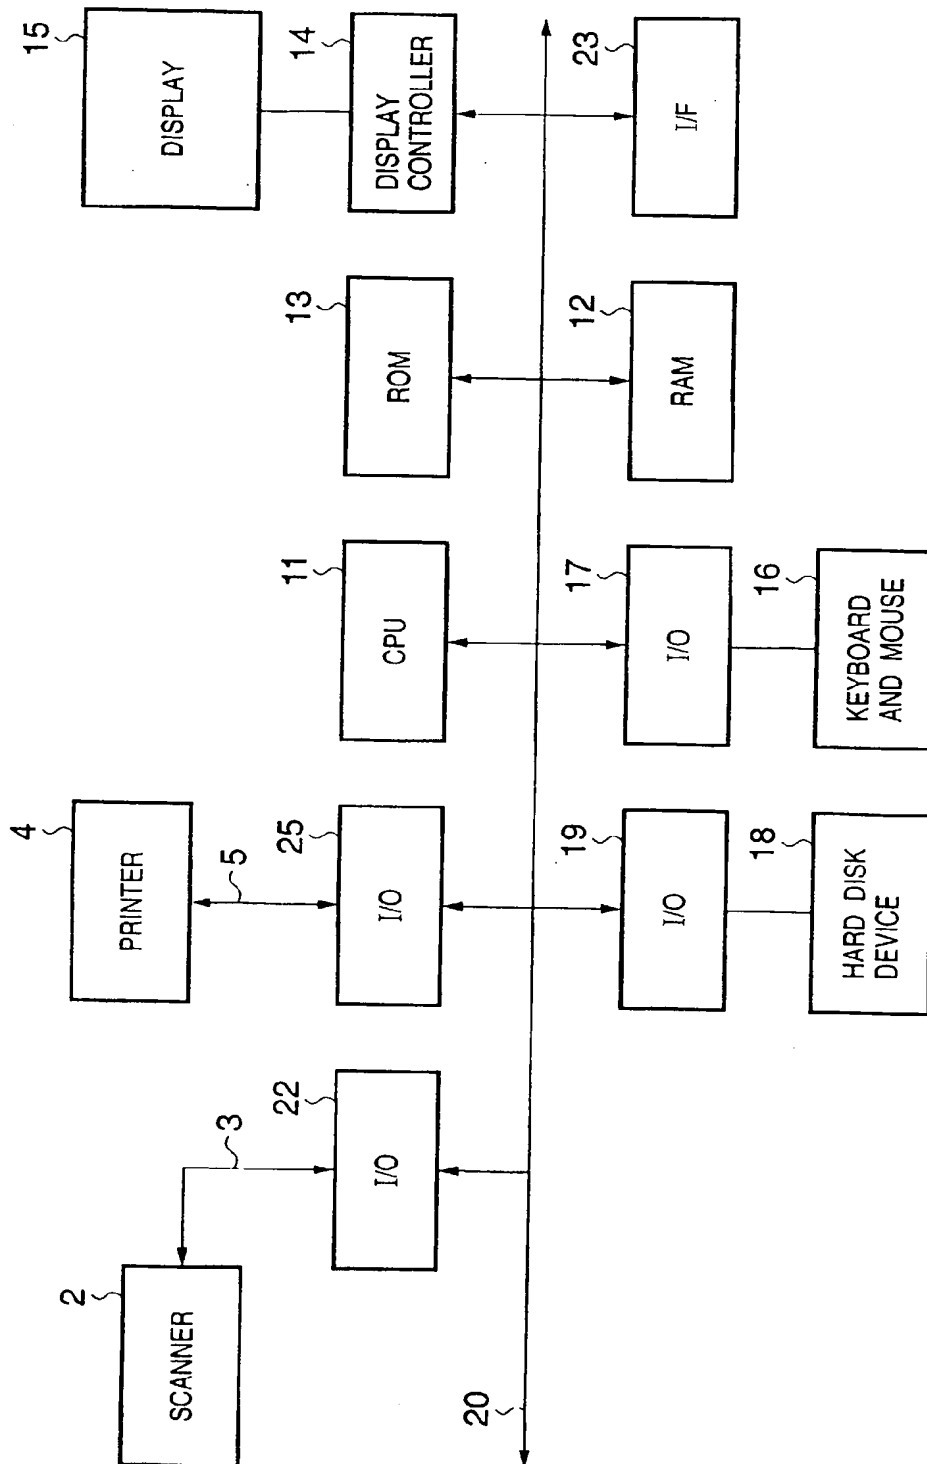 2
SCANNER
4
PRINTER
15
DISPLAY
3
5
22
I/O
25
I/O
11
CPU
13
ROM
14
DISPLAY
CONTROLLER
20
19
I/O
17
I/O
12
RAM
23
I/F
18
HARD DISK
DEVICE
16
KEYBOARD
AND MOUSE